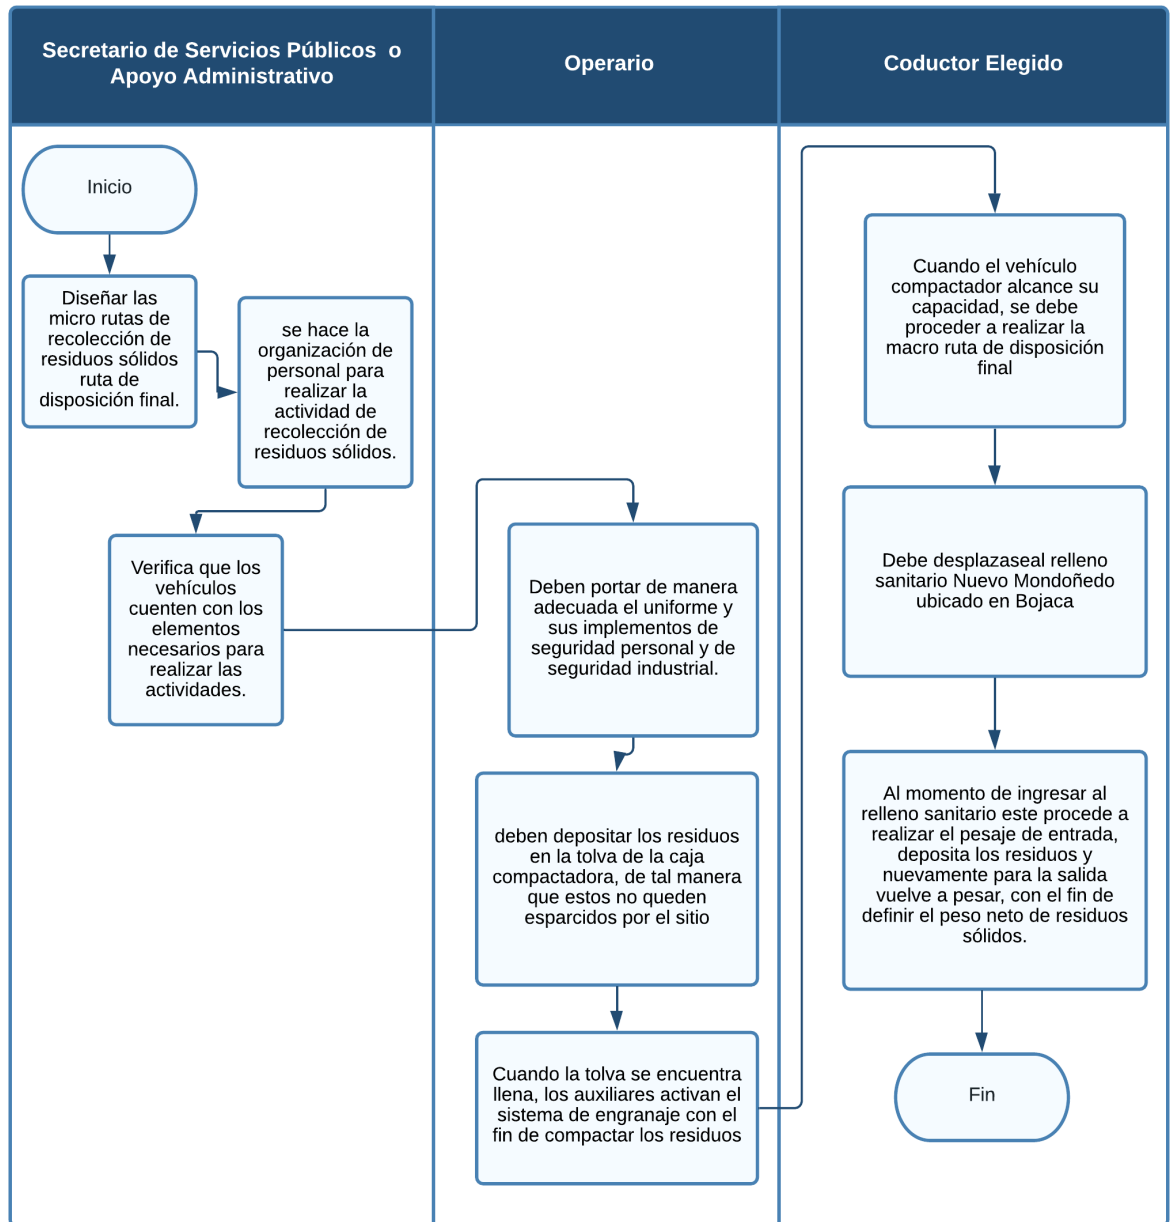 Secretario de Servicios Públicos  o
Apoyo Administrativo
Operario
Coductor Elegido
Inicio
Diseñar las
micro rutas de
recolección de
residuos sólidos
ruta de
disposición final.
se hace la
organización de
personal para
realizar la
actividad de
recolección de
residuos sólidos.
Verifica que los
vehículos
cuenten con los
elementos
necesarios para
realizar las
actividades.
Deben portar de manera
adecuada el uniforme y
sus implementos de
seguridad personal y de
seguridad industrial.
deben depositar los residuos
en la tolva de la caja
compactadora, de tal manera
que estos no queden
esparcidos por el sitio
Cuando la tolva se encuentra
llena, los auxiliares activan el
sistema de engranaje con el
fin de compactar los residuos
Cuando el vehículo
compactador alcance su
capacidad, se debe
proceder a realizar la
macro ruta de disposición
final
Debe desplazaseal relleno
sanitario Nuevo Mondoñedo
ubicado en Bojaca
Al momento de ingresar al
relleno sanitario este procede a
realizar el pesaje de entrada,
deposita los residuos y
nuevamente para la salida
vuelve a pesar, con el fin de
definir el peso neto de residuos
sólidos.
Fin